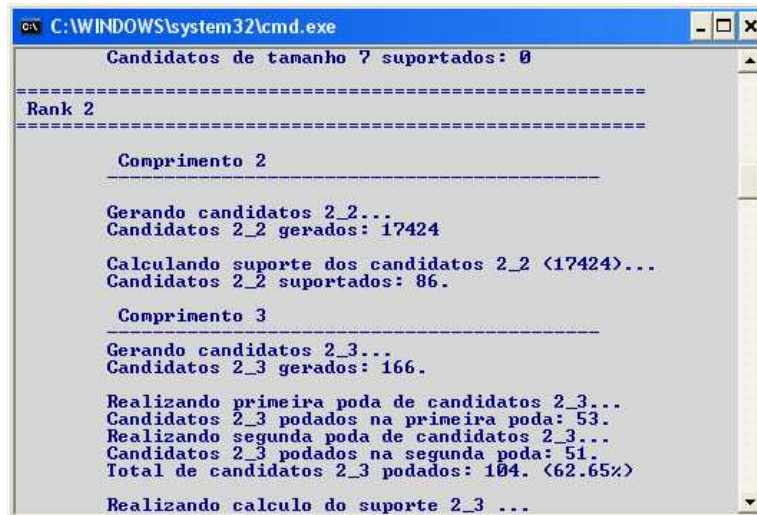 C:\WINDOWS\system32\cmd.exe
Candidatos de tamanho 7 suportados: 0
=======================================================
Rank 2
=======================================================
Comprimento 2
-------------------------------------------
Gerando candidatos 2_2...
Candidatos 2_2 gerados: 17424
Calculando suporte dos candidatos 2_2 (17424)...
Candidatos 2_2 suportados: 86.
Comprimento 3
-------------------------------------------
Gerando candidatos 2_3...
Candidatos 2_3 gerados: 166.
Realizando primeira poda de candidatos 2_3...
Candidatos 2_3 podados na primeira poda: 53.
Realizando segunda poda de candidatos 2_3...
Candidatos 2_3 podados na segunda poda: 51.
Total de candidatos 2_3 podados: 104. (62.65%)
Realizando calculo do suporte 2_3 ...